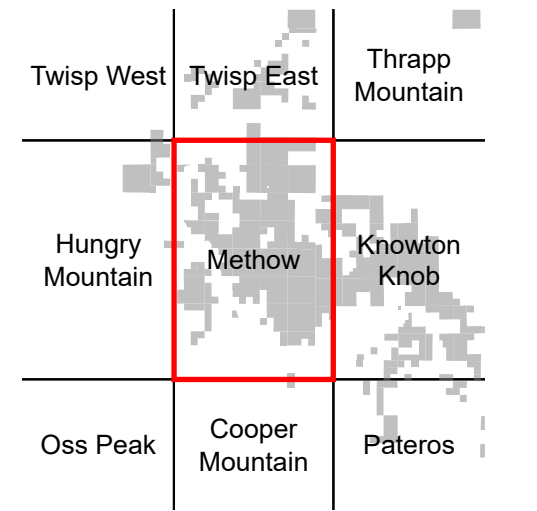 Twisp West
Twisp East
Thrapp
Mountain
Hungry
Mountain
Methow
Knowton
Knob
Oss Peak
Cooper
Mountain
Pateros